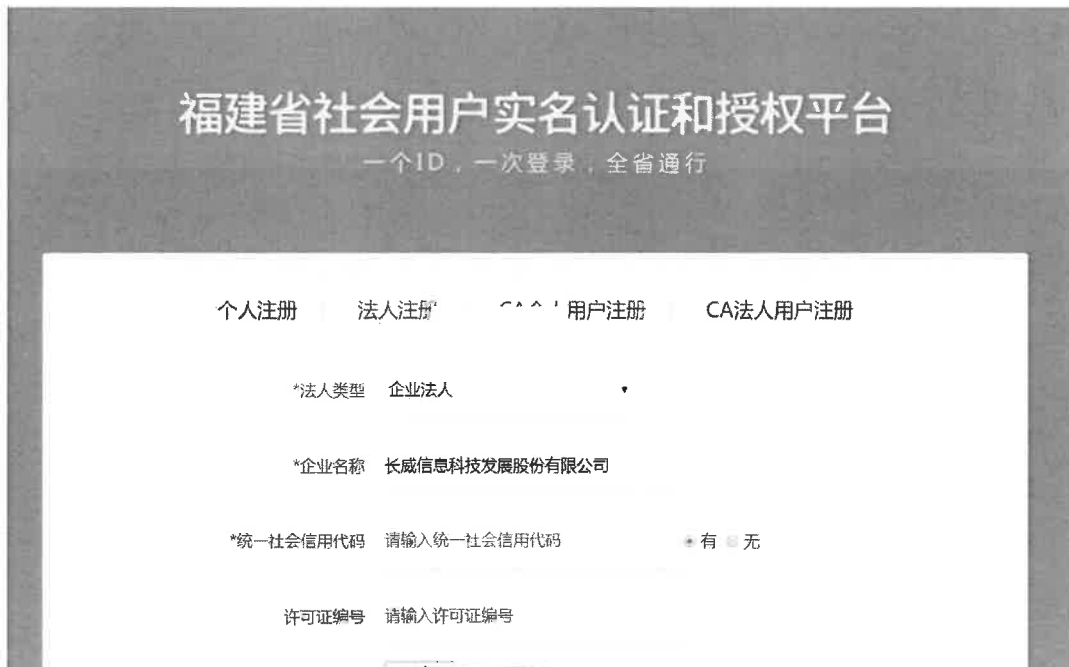 福建省社会用户实名认证和授权平台
一个ID，一次登录，全省通行
个人注册 法人注册 用户注册 CA法人用户注册
*法人类型 企业法人
*企业名称 长威信息科技发展股份有限公司
*统一社会信用代码 请输入统一社会信用代码 有 无
许可证编号 请输入许可证编号